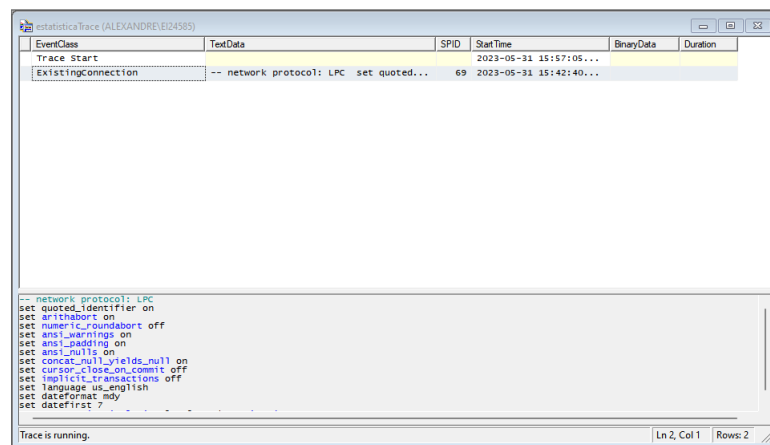 estatisticaTrace (ALEXANDRE\EI24585)
EventClass TextData SPID StartTime BinaryData Duration
Trace Start 2023-05-31 15:57:05...
ExistingConnection -- network protocol: LPC set quoted... 69 2023-05-31 15:42:40...
-- network protocol: LPC
set quoted_identifier on
set arithabort on
set numeric_roundabort off
set ansi_warnings on
set ansi_padding on
set ansi_nulls on
set concat_null_yields_null on
set cursor_close_on_commit off
set implicit_transactions off
set language us_english
set dateformat mdy
set datefirst 7
Trace is running. Ln 2, Col 1 Rows: 2